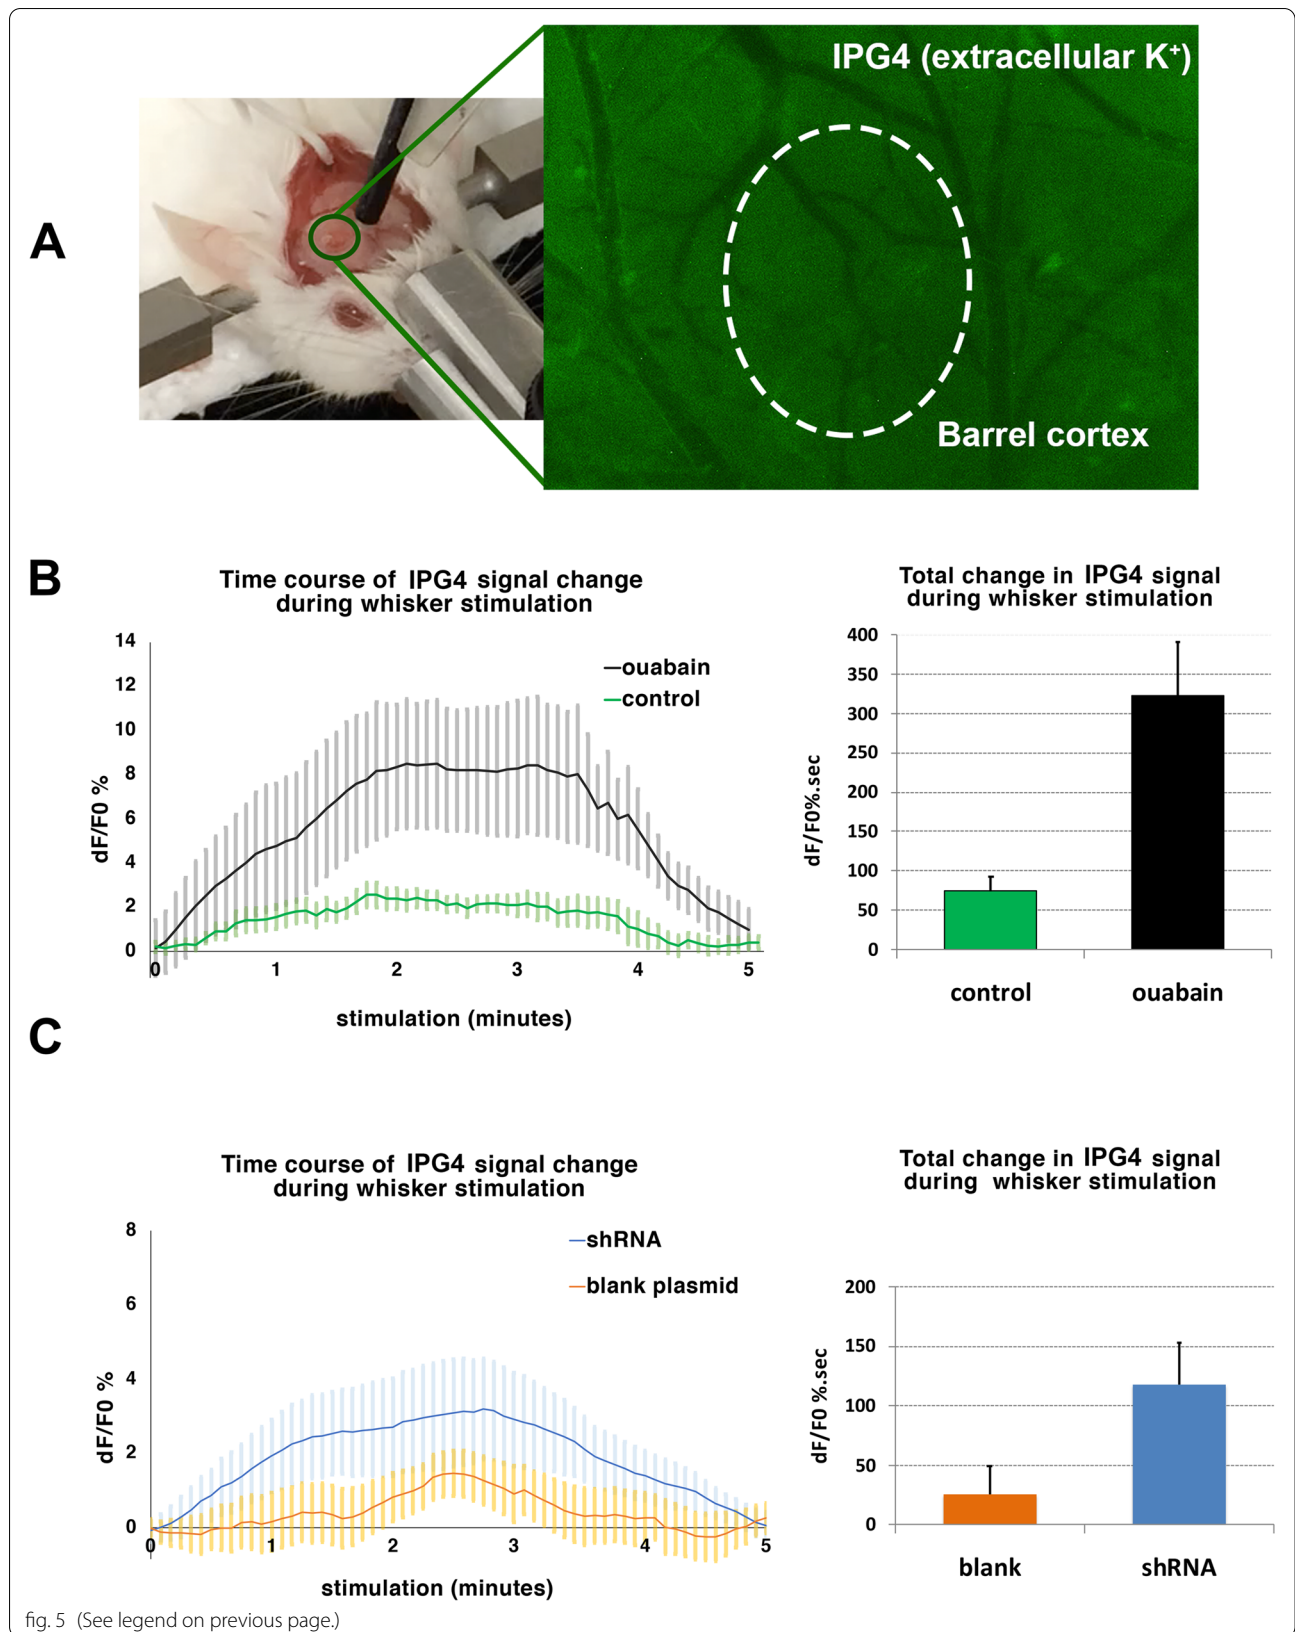 A
IPG4 (extracellular K+)
Barrel cortex
B
Time course of IPG4 signal change
during whisker stimulation
14
12
10
8
6
4
2
0
dF/F0 %
ouabain
control
0 1 2 3 4 5
stimulation (minutes)
Total change in IPG4 signal
during whisker stimulation
400
350
300
250
200
150
100
50
0
dF/F0%.sec
control ouabain
C
Time course of IPG4 signal change
during whisker stimulation
8
6
4
2
0
dF/F0 %
shRNA
blank plasmid
0 1 2 3 4 5
stimulation (minutes)
Total change in IPG4 signal
during whisker stimulation
200
150
100
50
0
dF/F0 %.sec
blank shRNA
fig. 5 (See legend on previous page.)